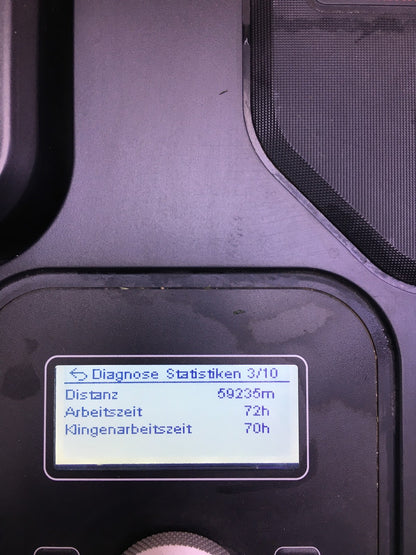 Diagnose Statistiken 3/10
Distanz 59235m
Arbeitszeit 72h
Klingenarbeitszeit 70h